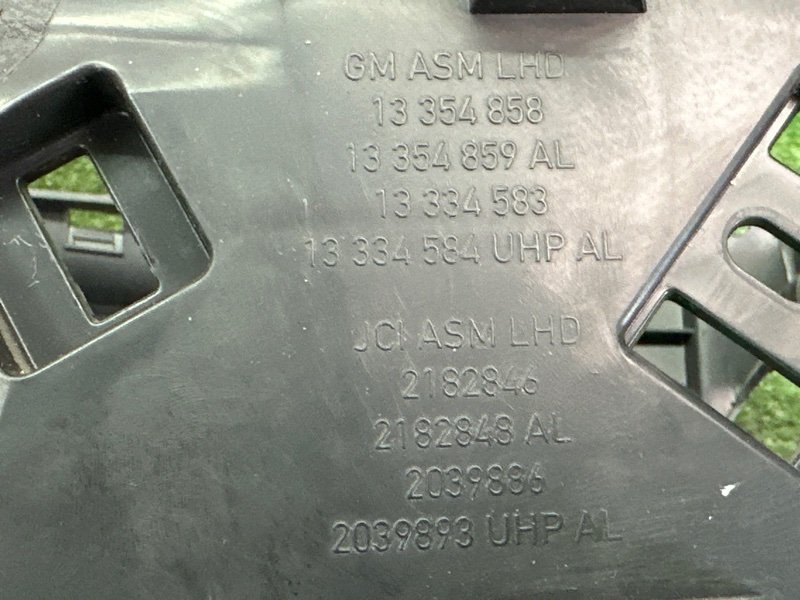 GM ASM LHD
13 354 858
13 354 859 AL
13 334 583
13 334 584 UHP AL
JCI ASM LHD
2182846
2182848 AL
2039886
2039893 UHP AL